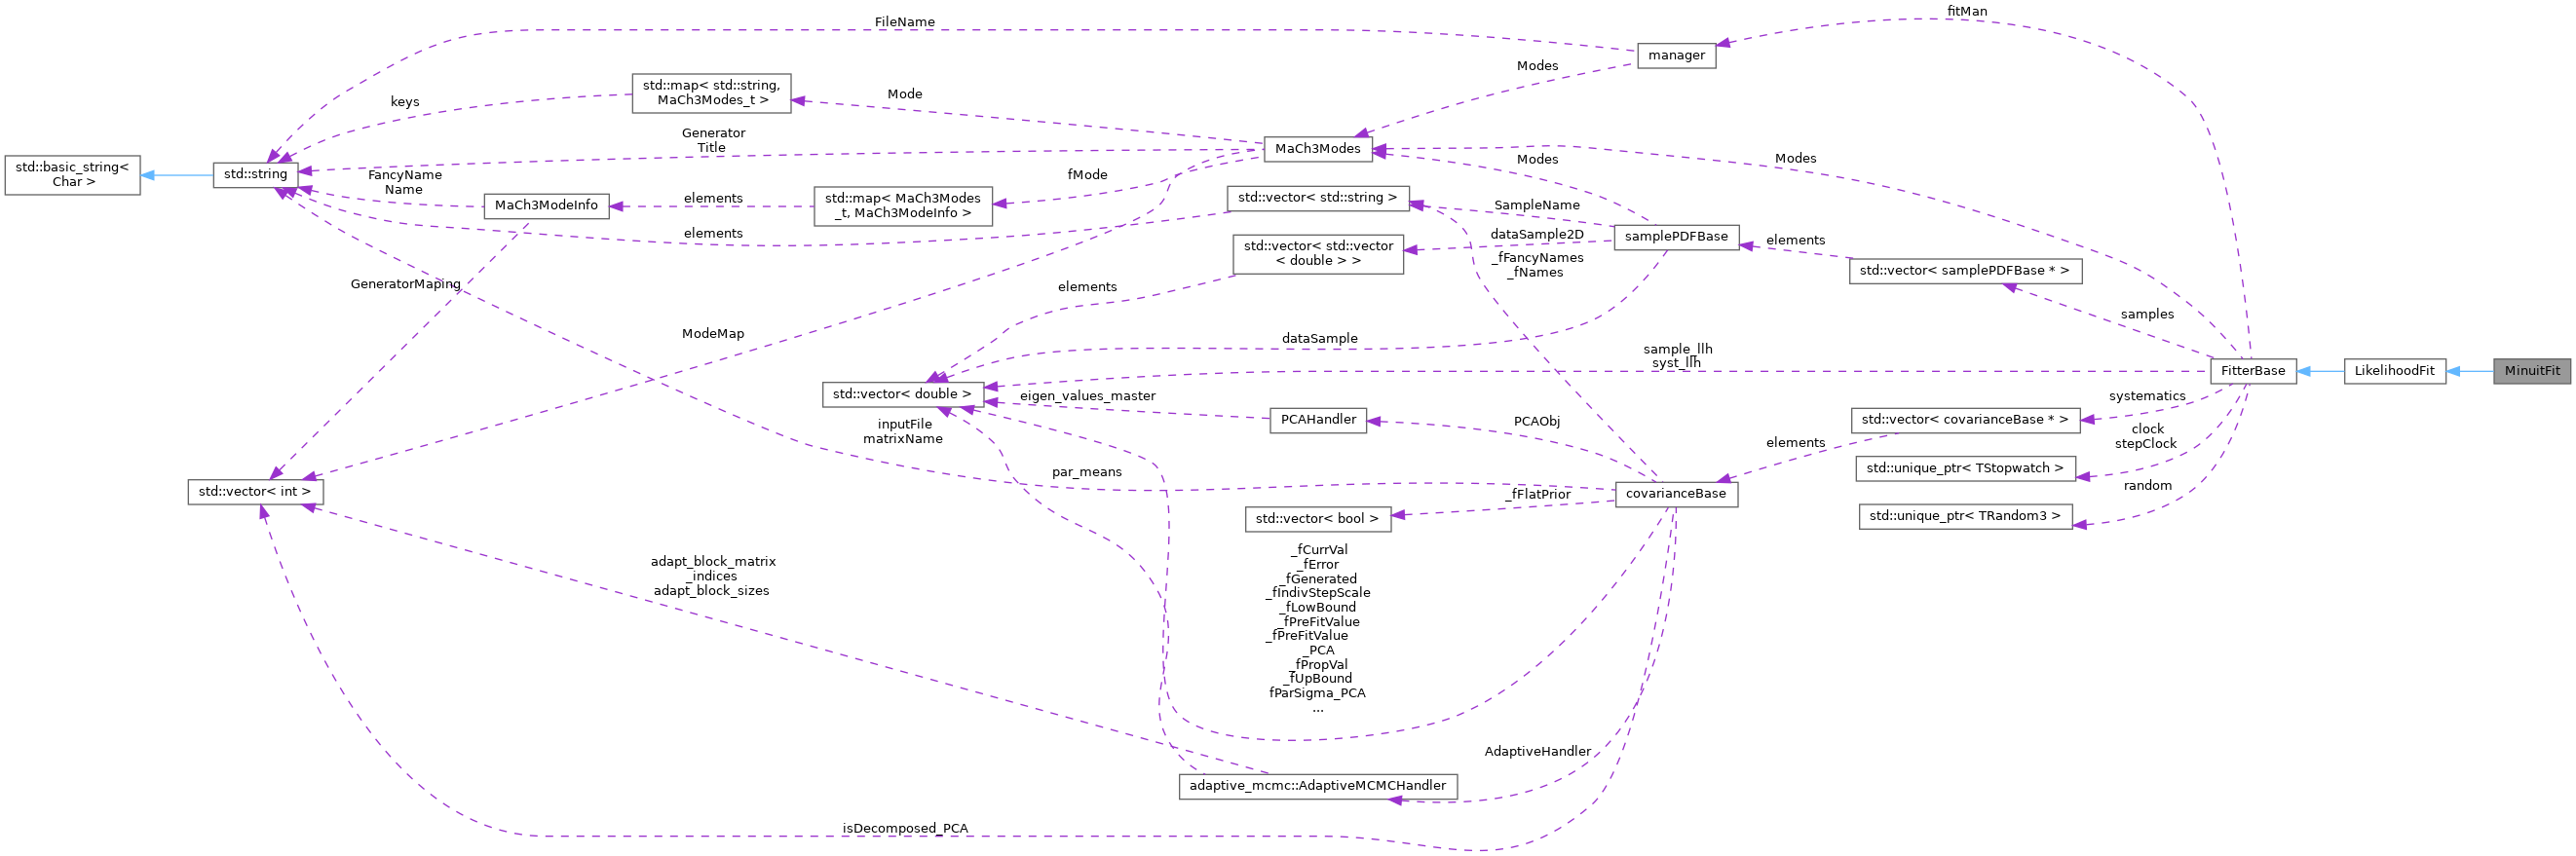 fitMan
FileName
manager
Modes
std::map< std::string,
MaCh3Modes_t >
Mode
keys
Generator
Title
MaCh3Modes
Modes
Modes
std::basic_string<
Char >
std::string
FancyName
Name
fMode
MaCh3ModeInfo
elements
std::map< MaCh3Modes
_t, MaCh3ModeInfo >
std::vector< std::string >
SampleName
elements
samplePDFBase
elements
dataSample2D
std::vector< std::vector
< double > >
_fFancyNames
_fNames
std::vector< samplePDFBase * >
GeneratorMaping
elements
samples
ModeMap
dataSample
sample_llh
syst_llh
FitterBase
LikelihoodFit
MinuitFit
std::vector< double >
eigen_values_master
systematics
PCAHandler
PCAObj
std::vector< covarianceBase * >
inputFile
matrixName
clock
stepClock
elements
par_means
std::unique_ptr< TStopwatch >
random
std::vector< int >
covarianceBase
_fFlatPrior
std::vector< bool >
std::unique_ptr< TRandom3 >
_fCurrVal
_fError
_fGenerated
_fIndivStepScale
_fLowBound
_fPreFitValue
_fPreFitValue
_PCA
_fPropVal
_fUpBound
fParSigma_PCA
...
adapt_block_matrix
_indices
adapt_block_sizes
AdaptiveHandler
adaptive_mcmc::AdaptiveMCMCHandler
isDecomposed_PCA